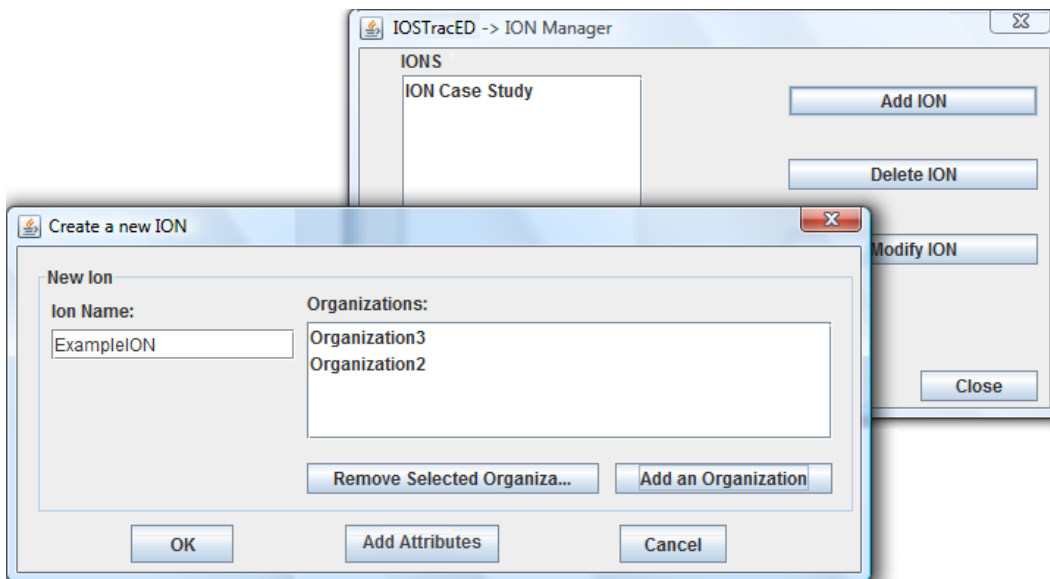 IOSTracED -> ION Manager
IONS
ION Case Study
Add ION
Delete ION
Modify ION
Close
Create a new ION
New Ion
Ion Name:
ExampleION
Organizations:
Organization3
Organization2
Remove Selected Organiza...
Add an Organization
OK
Add Attributes
Cancel